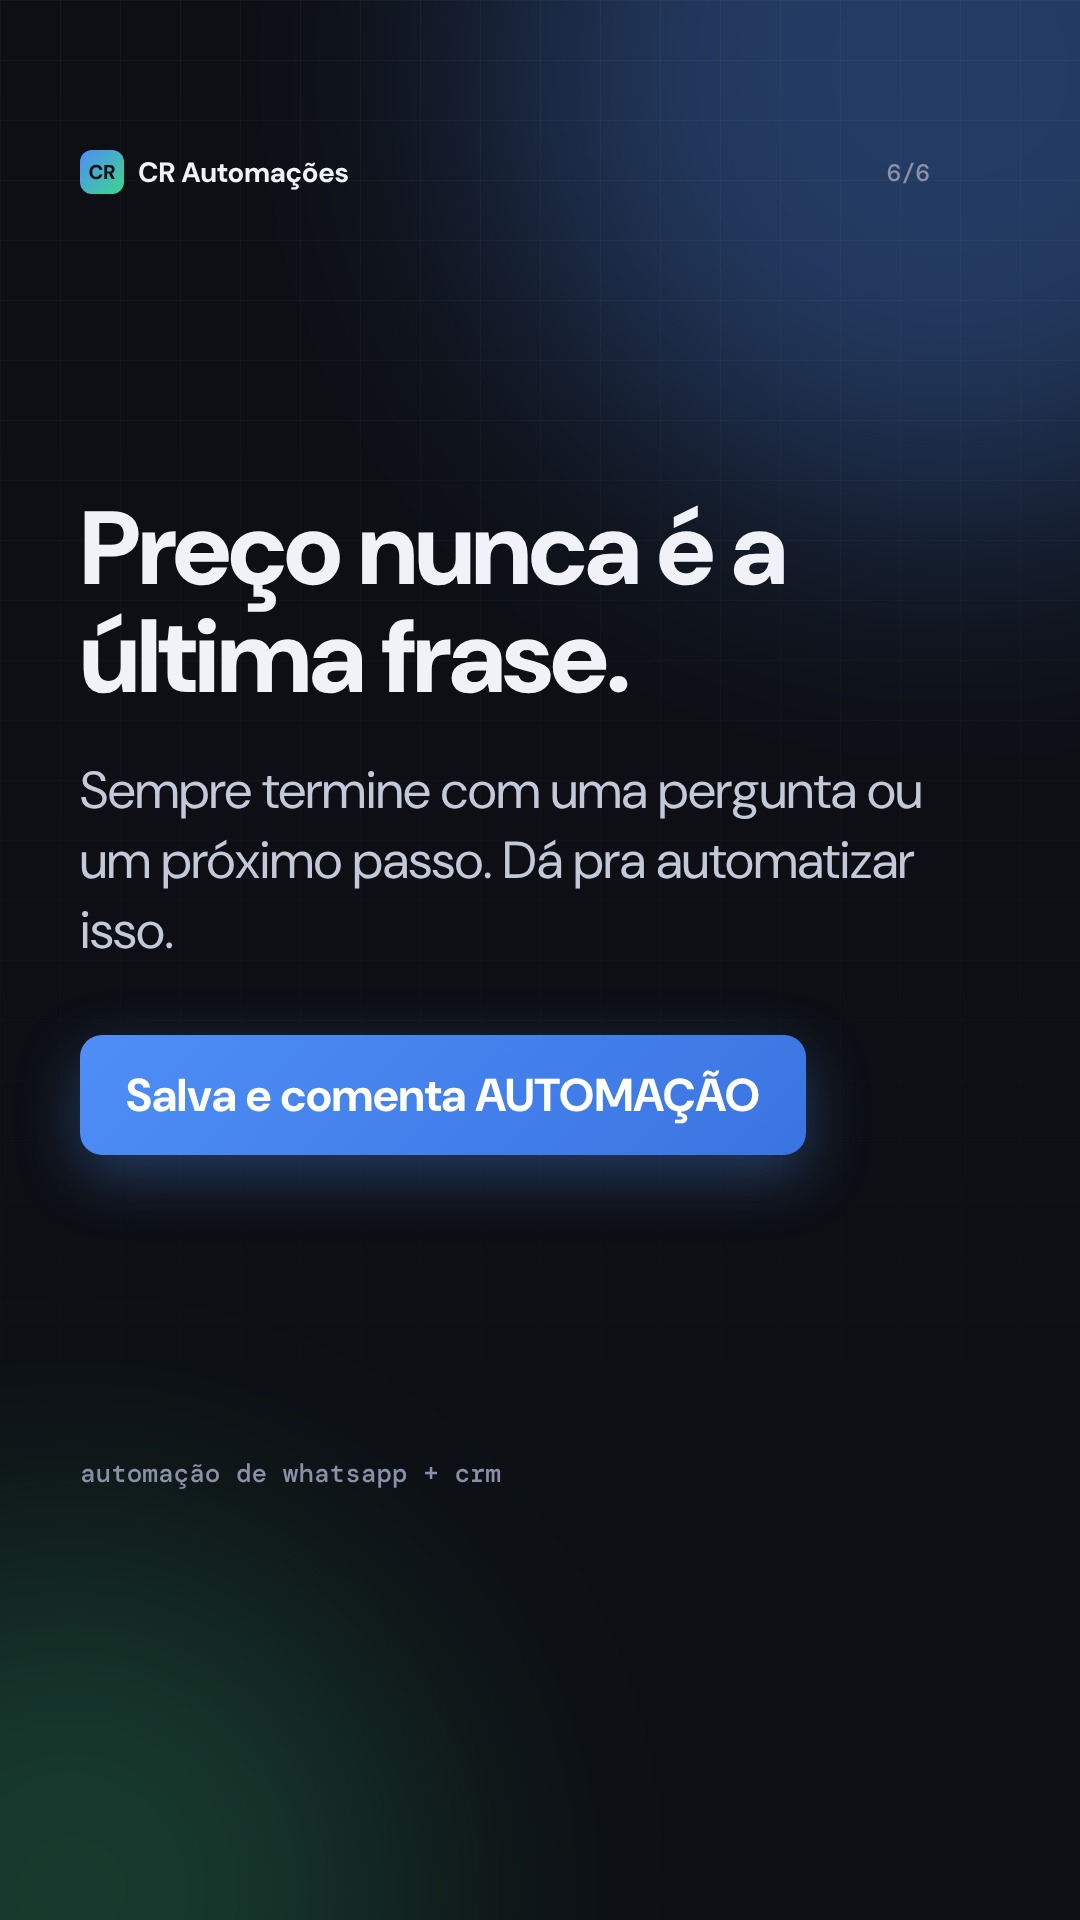 CR CR Automações 6/6
Preço nunca é a
última frase.
Sempre termine com uma pergunta ou
um próximo passo. Dá pra automatizar
isso.
Salva e comenta AUTOMAÇÃO
automação de whatsapp + crm